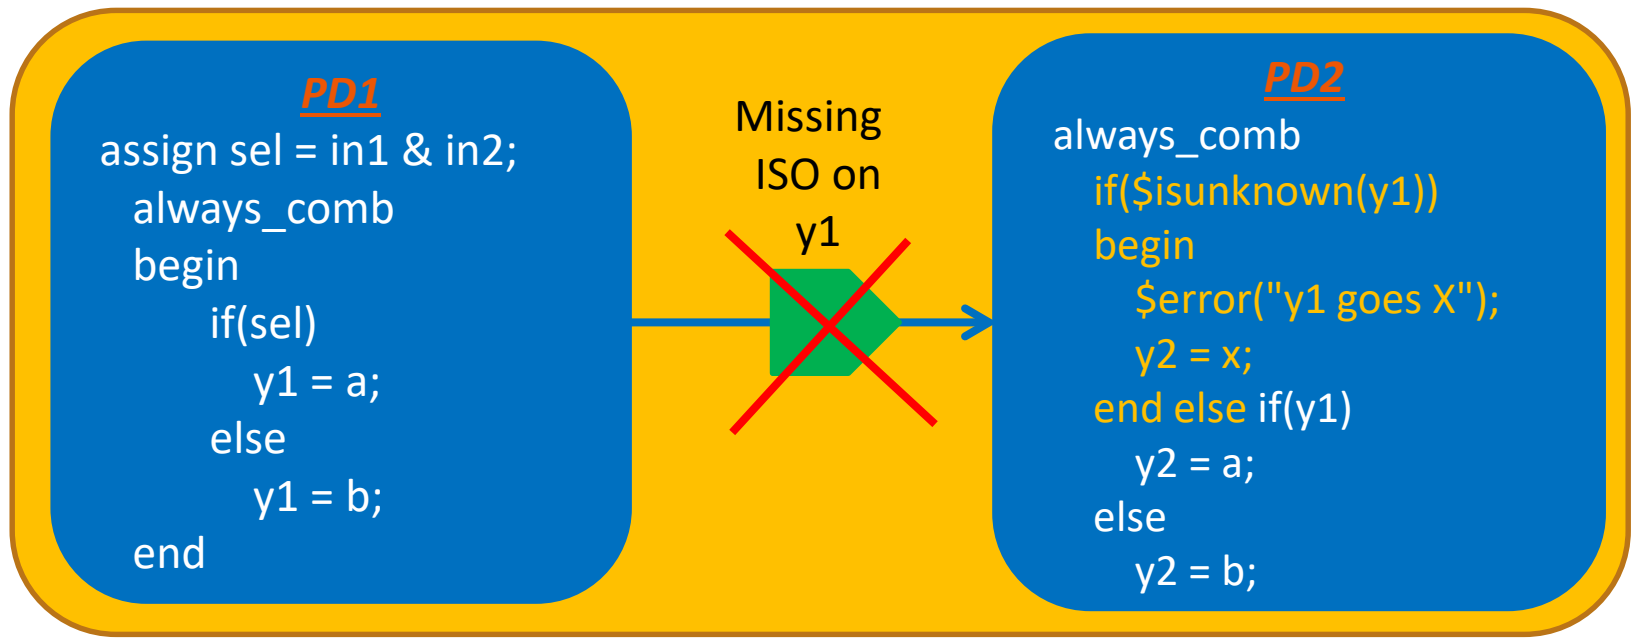 PD1
assign sel = in1 & in2;
always_comb
begin
if(sel)
y1 = a;
else
y1 = b;
end
Missing
ISO on
y1
PD2
always_comb
if($isunknown(y1))
begin
$error("y1 goes X");
y2 = x;
end else if(y1)
y2 = a;
else
y2 = b;